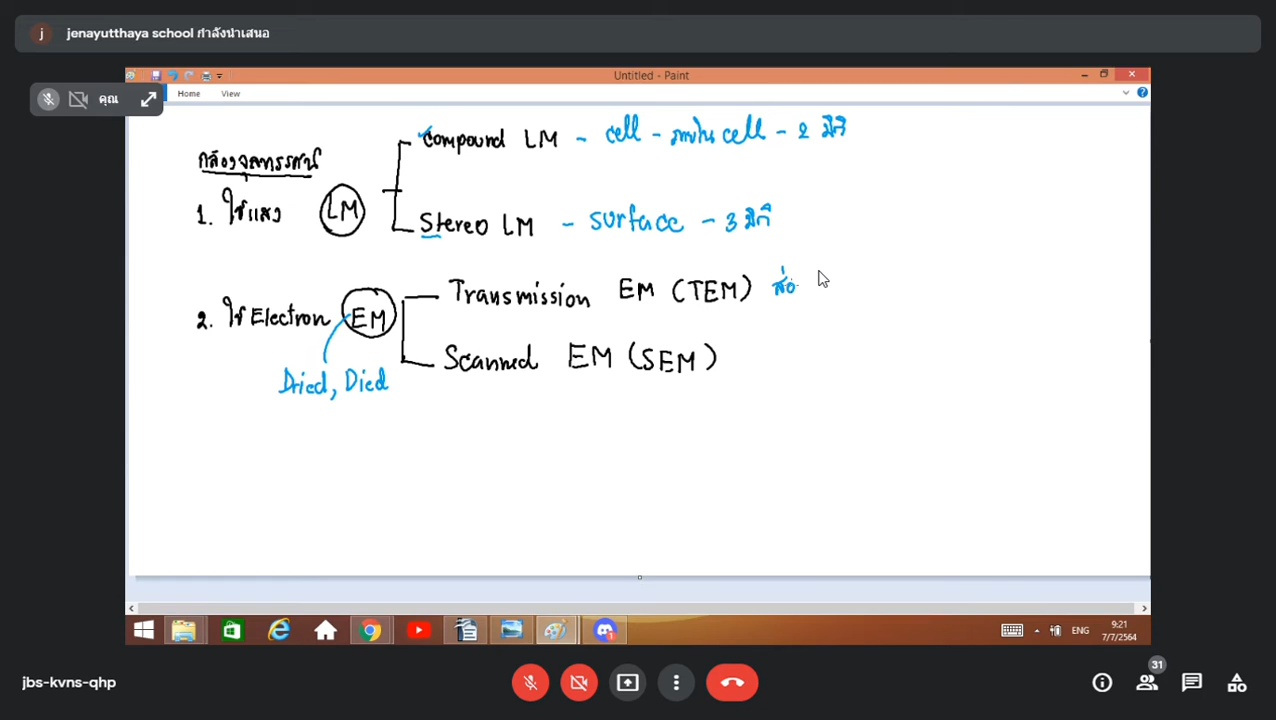 jenayutthaya school กำลังนำเสนอ
Untitled - Paint
คุณ
Home View
Compound LM - cell - ภายใน cell - 2 มิติ
กล้องจุลทรรศน์
1. ใช้แสง LM
Stereo LM - surface - 3 มิติ
Transmission EM (TEM) ส่อ
2. ใช้ Electron EM
Scanned EM (SEM)
Dried, Died
ENG
9:21
7/7/2564
31
jbs-kvns-qhp